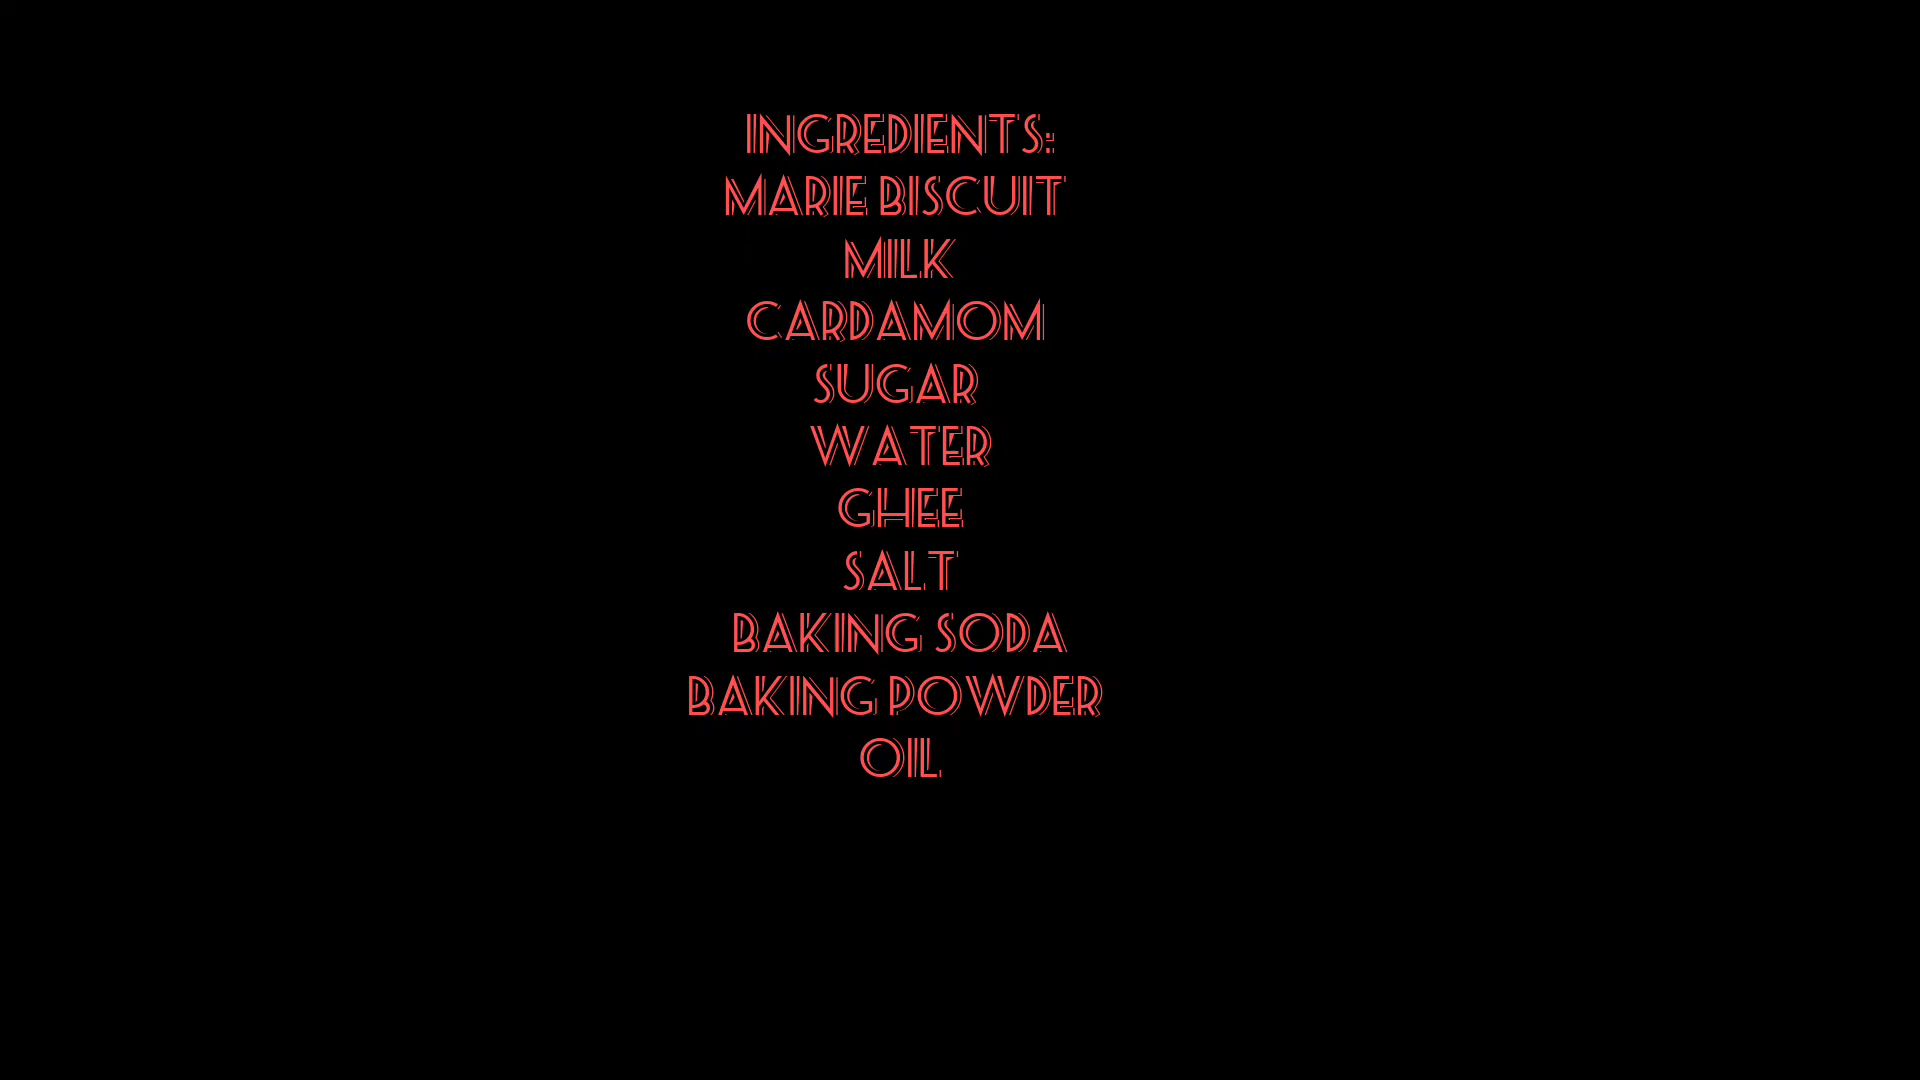 INGREDIENTS:
MARIE BISCUIT
MILK
CARDAMOM
SUGAR
WATER
GHEE
SALT
BAKING SODA
BAKING POWDER
OIL